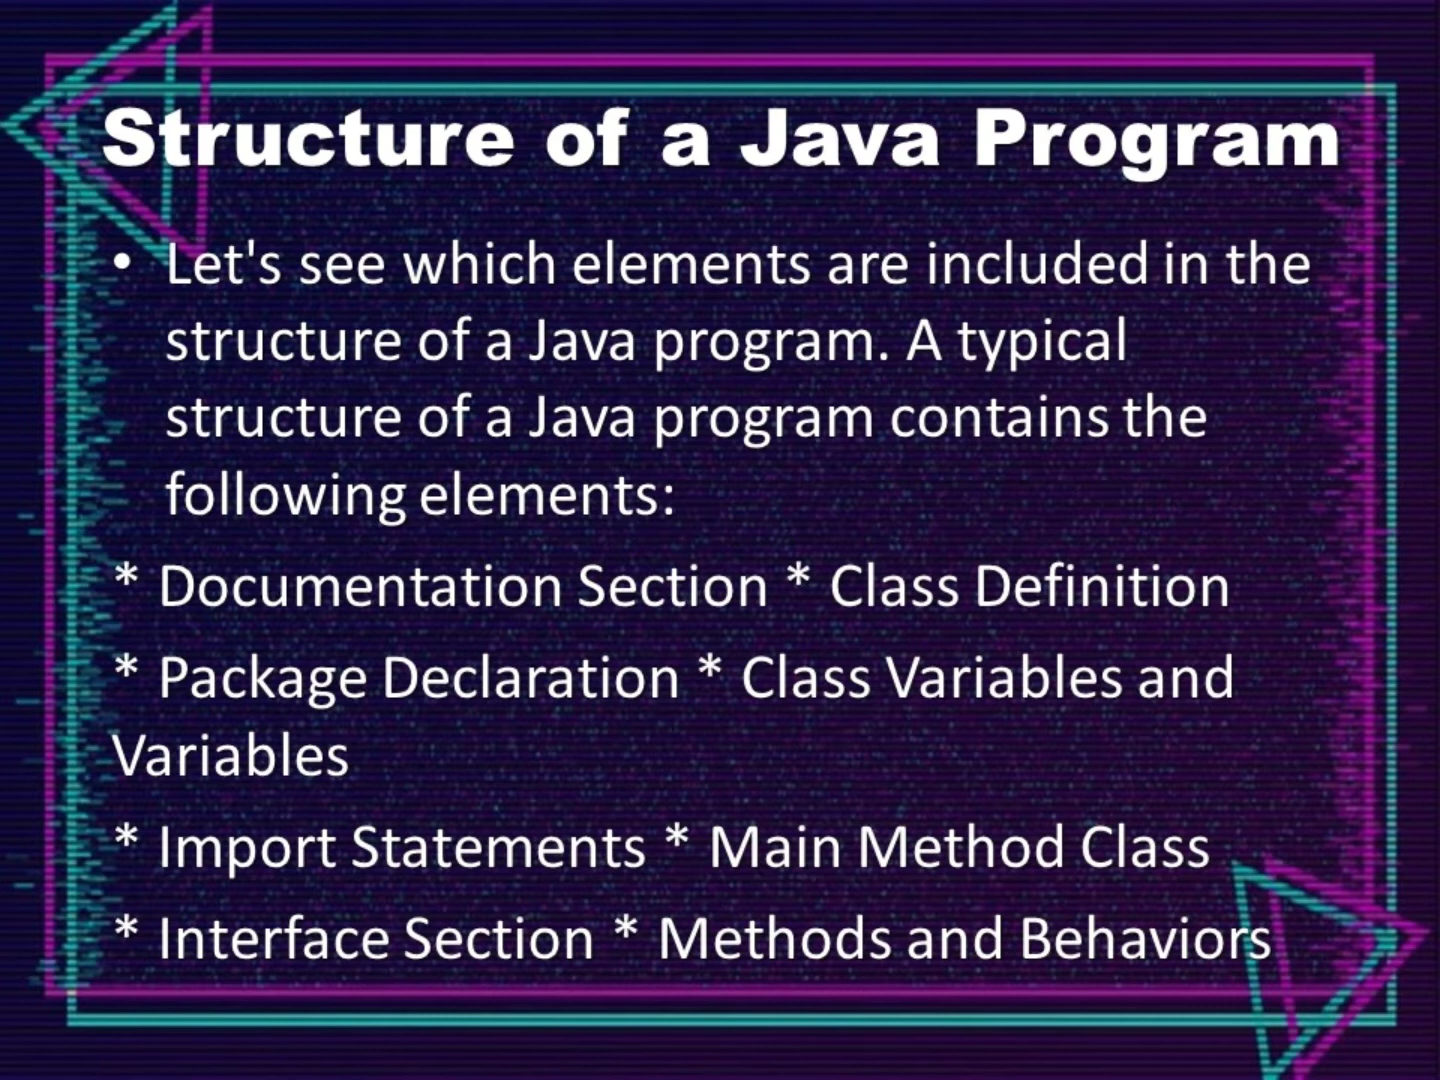 Structure of a Java Program
• Let's see which elements are included in the
structure of a Java program. A typical
structure of a Java program contains the
following elements:
* Documentation Section * Class Definition
* Package Declaration * Class Variables and
Variables
* Import Statements * Main Method Class
* Interface Section * Methods and Behaviors